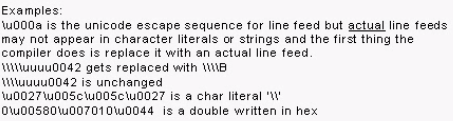 Examples:
\u000a is the unicode escape sequence for line feed but actual line feeds
may not appear in character literals or strings and the first thing the
compiler does is replace it with an actual line feed.
\\\\\uuuu0042 gets replaced with \\\\B
\\\\uuuu0042 is unchanged
\u0027\u005c\u005c\u0027 is a char literal '\\'
0\u00580\u007010\u0044 is a double written in hex